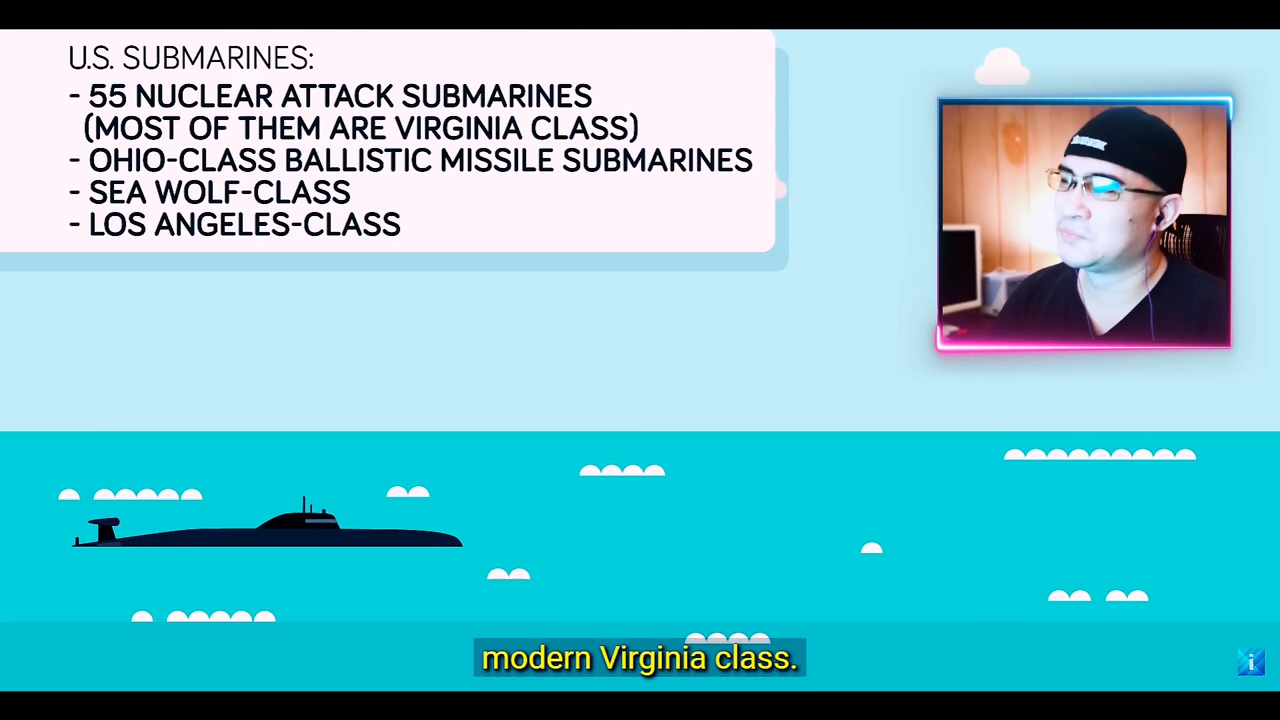 U.S. SUBMARINES:
- 55 NUCLEAR ATTACK SUBMARINES
(MOST OF THEM ARE VIRGINIA CLASS)
- OHIO-CLASS BALLISTIC MISSILE SUBMARINES
- SEA WOLF-CLASS
- LOS ANGELES-CLASS
modern Virginia class.
i